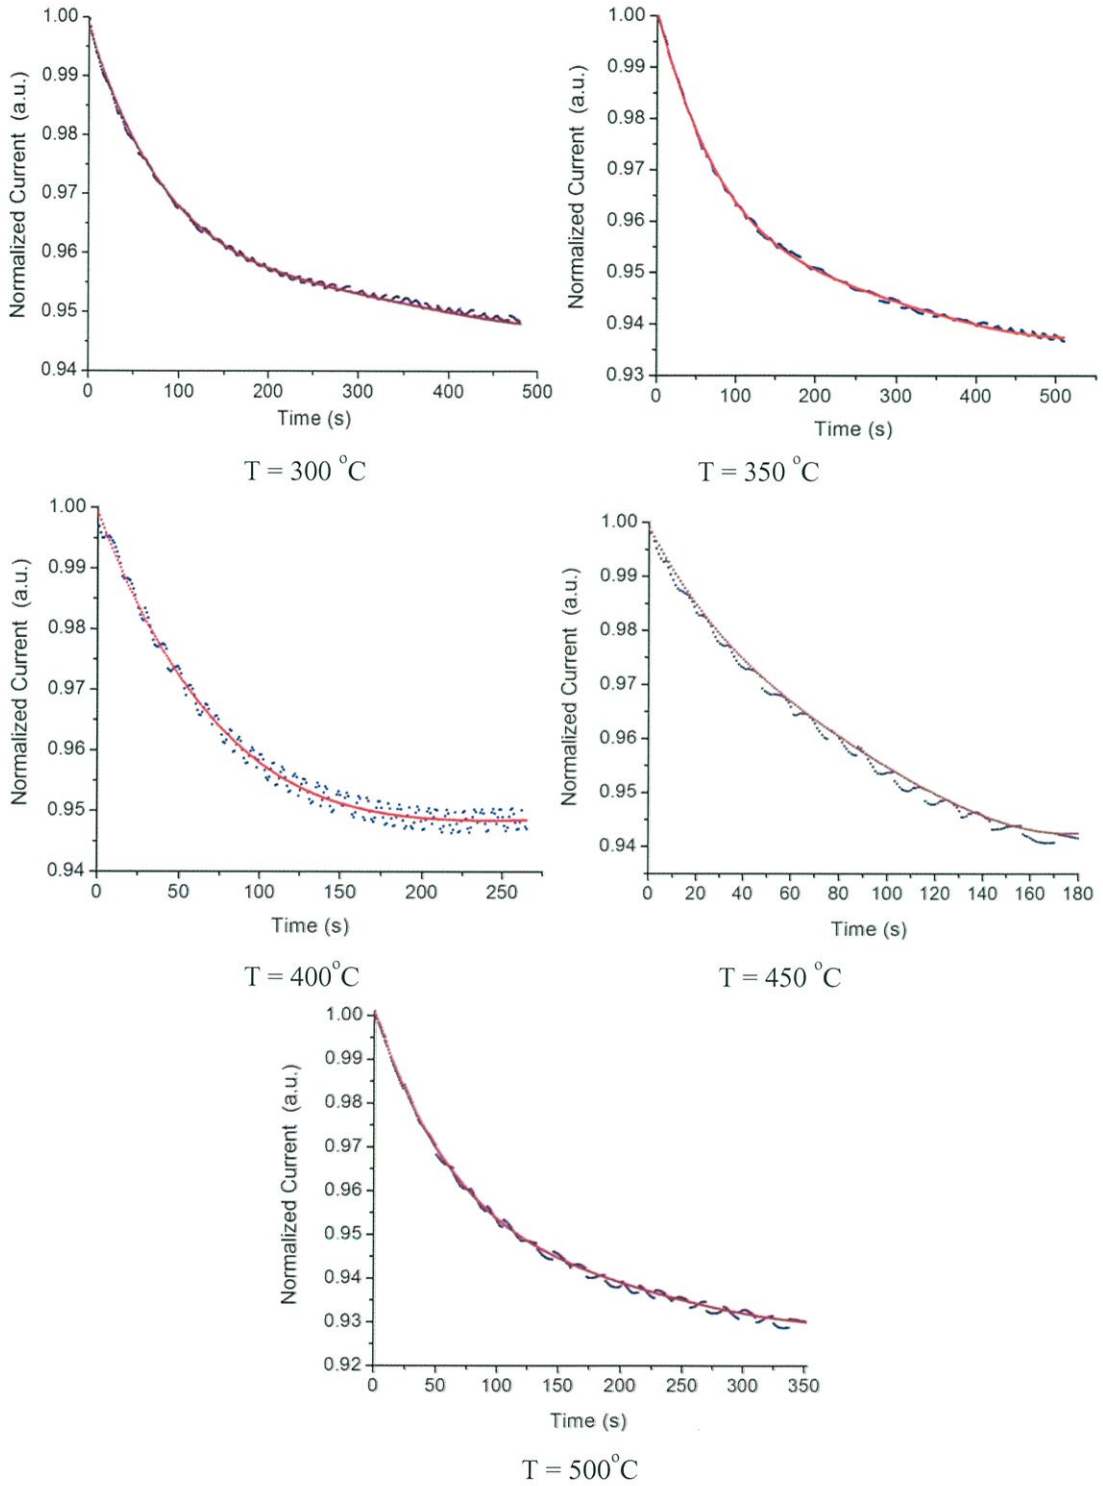 1.00
0.99
0.98
0.97
0.96
0.95
0.94
Normalized Current (a.u.)
0 100 200 300 400 500
Time (s)
T = 300 °C
1.00
0.99
0.98
0.97
0.96
0.95
0.94
0.93
Normalized Current (a.u.)
0 100 200 300 400 500
Time (s)
T = 350 °C
1.00
0.99
0.98
0.97
0.96
0.95
0.94
Normalized Current (a.u.)
0 50 100 150 200 250
Time (s)
T = 400°C
1.00
0.99
0.98
0.97
0.96
0.95
0.94
Normalized Current (a.u.)
0 20 40 60 80 100 120 140 160 180
Time (s)
T = 450 °C
1.00
0.99
0.98
0.97
0.96
0.95
0.94
0.93
0.92
Normalized Current (a.u.)
0 50 100 150 200 250 300 350
Time (s)
T = 500°C